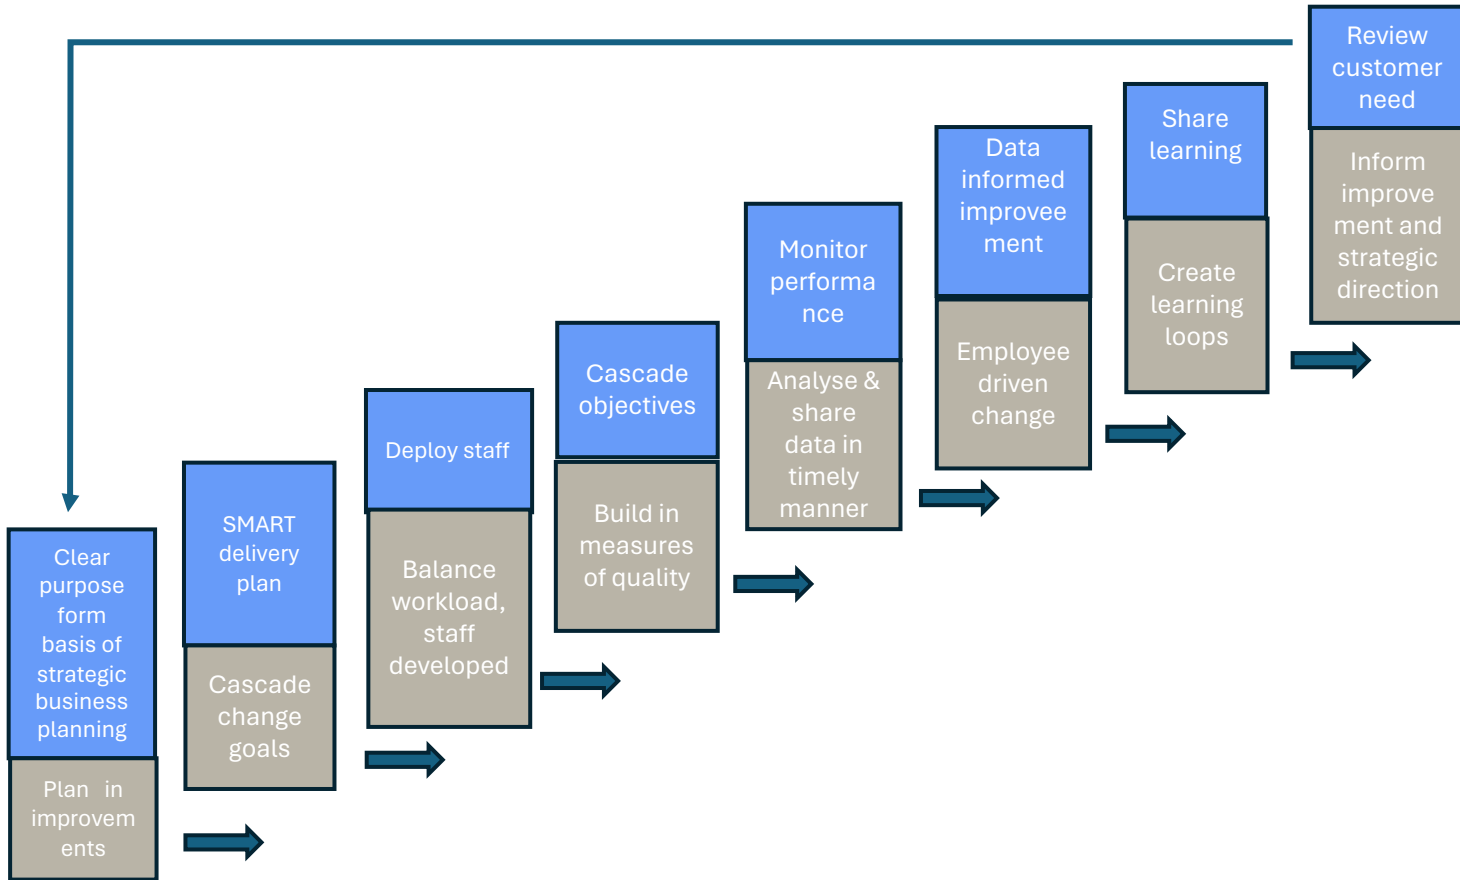 Clear
purpose
form
basis of
strategic
business
planning
Plan in
improvem
ents
SMART
delivery
plan
Cascade
change
goals
Deploy staff
Balance
workload,
staff
developed
Cascade
objectives
Build in
measures
of quality
Monitor
performa
nce
Analyse &
share
data in
timely
manner
Data
informed
improvee
ment
Employee
driven
change
Share
learning
Create
learning
loops
Review
customer
need
Inform
improve
ment and
strategic
direction